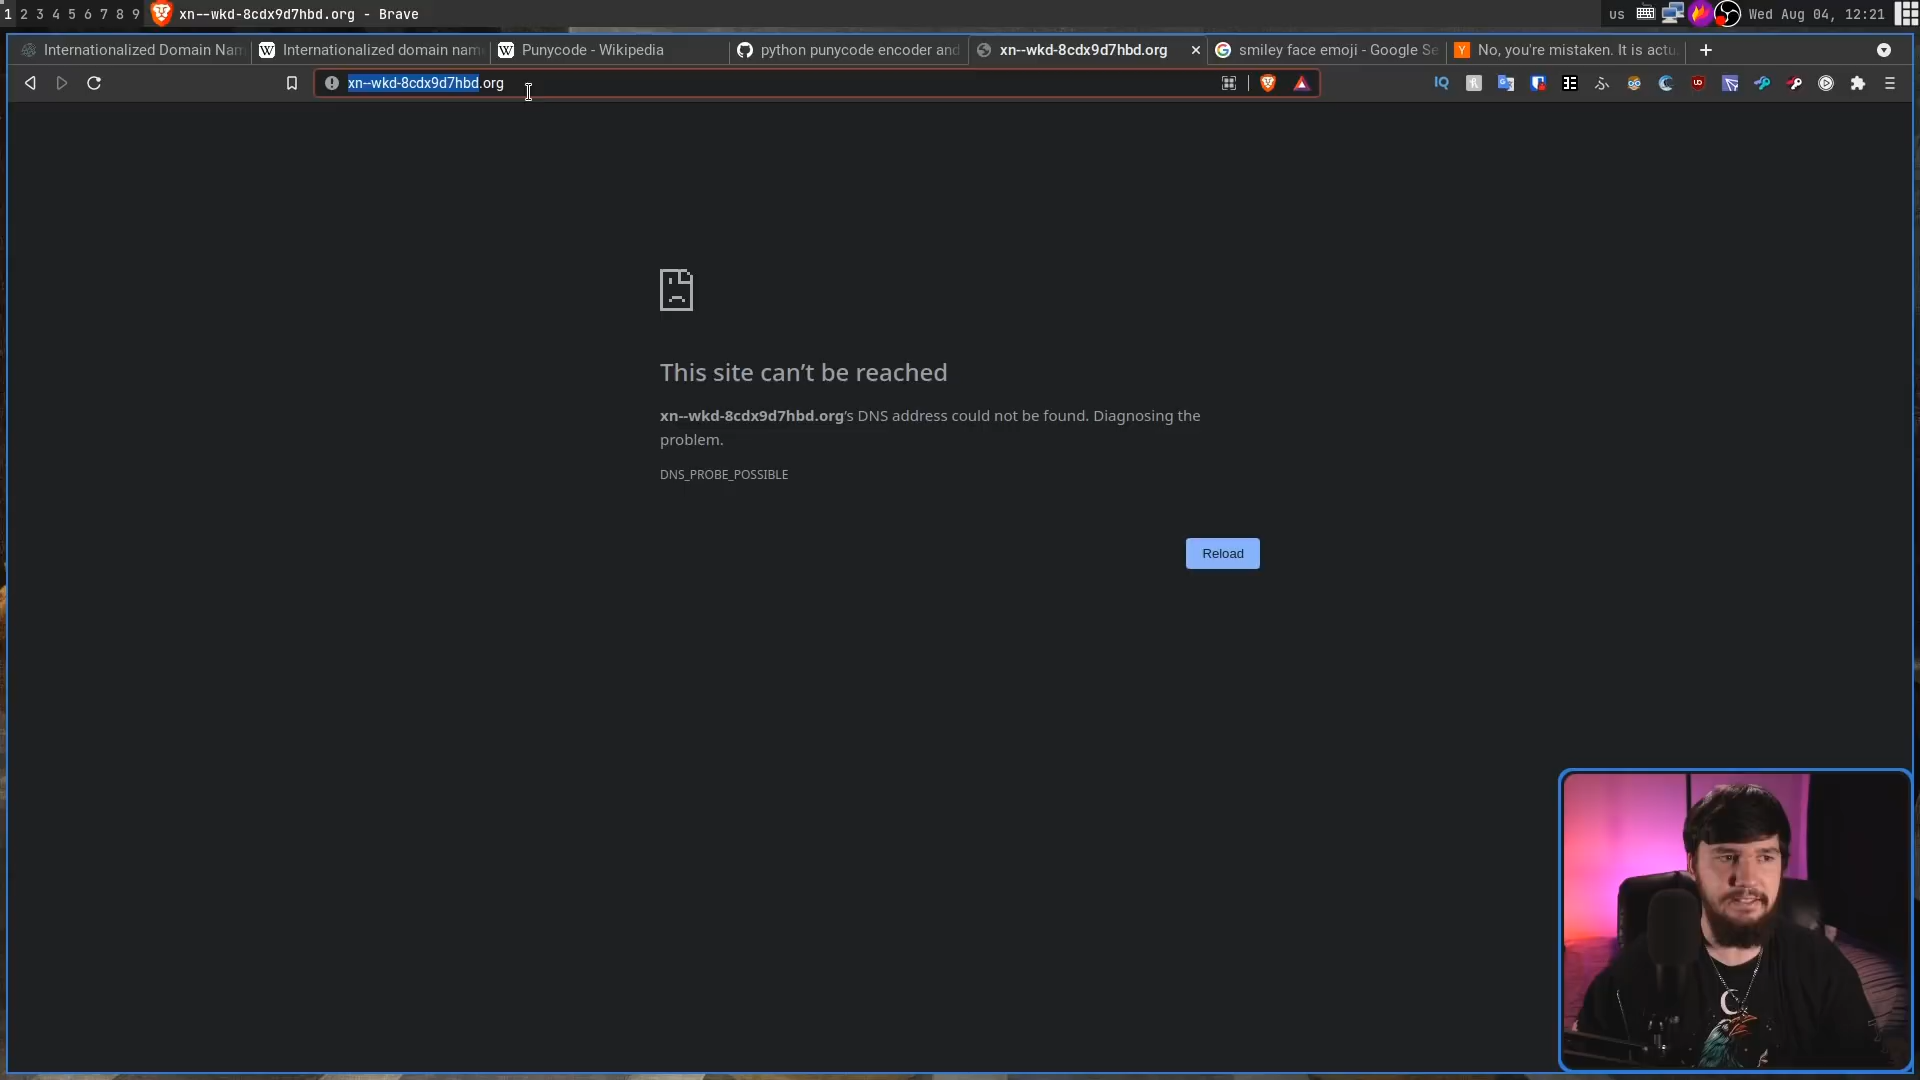 1 2 3 4 5 6 7 8 9 xn--wkd-8cdx9d7hbd.org - Brave us Wed Aug 04, 12:21
Internationalized Domain Nam Internationalized domain name Punycode - Wikipedia python punycode encoder and xn--wkd-8cdx9d7hbd.org smiley face emoji - Google Se No, you're mistaken. It is actu
xn--wkd-8cdx9d7hbd.org IQ
This site can't be reached
xn--wkd-8cdx9d7hbd.org's DNS address could not be found. Diagnosing the
problem.
DNS_PROBE_POSSIBLE
Reload